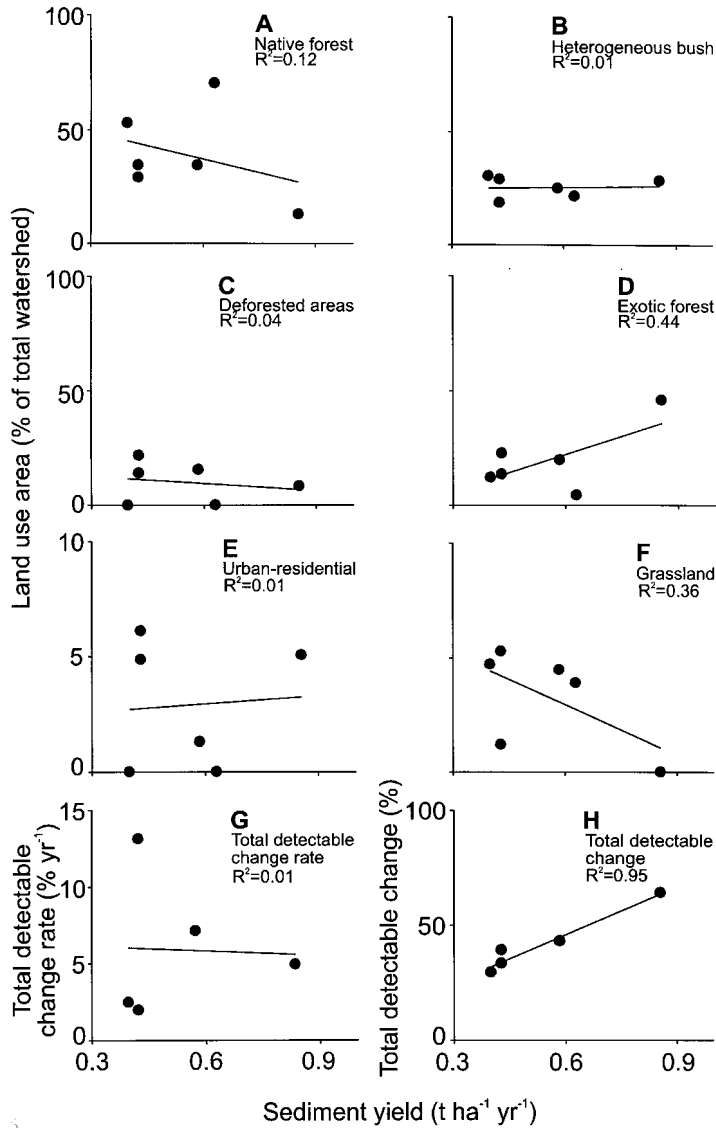 Land use area (% of total watershed)
100
50
0
A
Native forest
R²=0.12
B
Heterogeneous bush
R²=0.01
100
50
0
C
Deforested areas
R²=0.04
D
Exotic forest
R²=0.44
10
5
0
E
Urban-residential
R²=0.01
F
Grassland
R²=0.36
Total detectable
change rate (% yr⁻¹)
15
10
5
0
G
Total detectable
change rate
R²=0.01
0.3
0.6
0.9
Total detectable change (%)
100
50
0
H
Total detectable
change
R²=0.95
0.3
0.6
0.9
Sediment yield (t ha⁻¹ yr⁻¹)